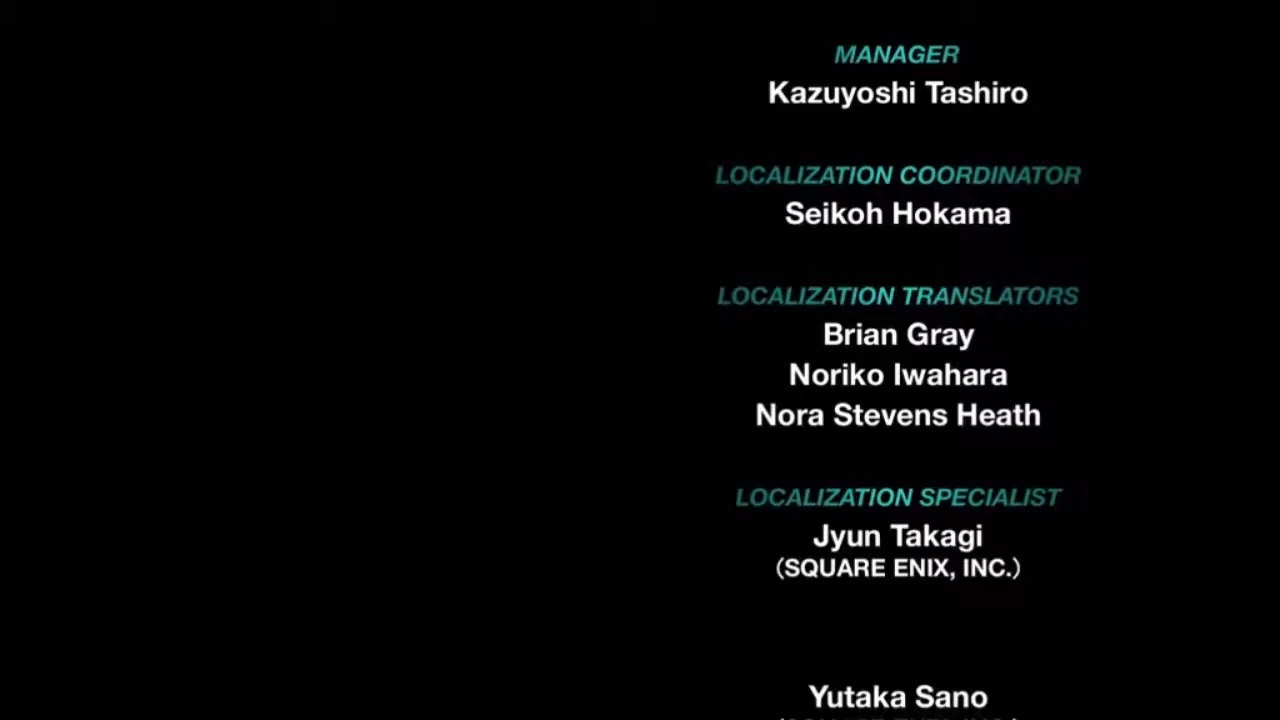 MANAGER
Kazuyoshi Tashiro
LOCALIZATION COORDINATOR
Seikoh Hokama
LOCALIZATION TRANSLATORS
Brian Gray
Noriko Iwahara
Nora Stevens Heath
LOCALIZATION SPECIALIST
Jyun Takagi
(SQUARE ENIX, INC.)
Yutaka Sano